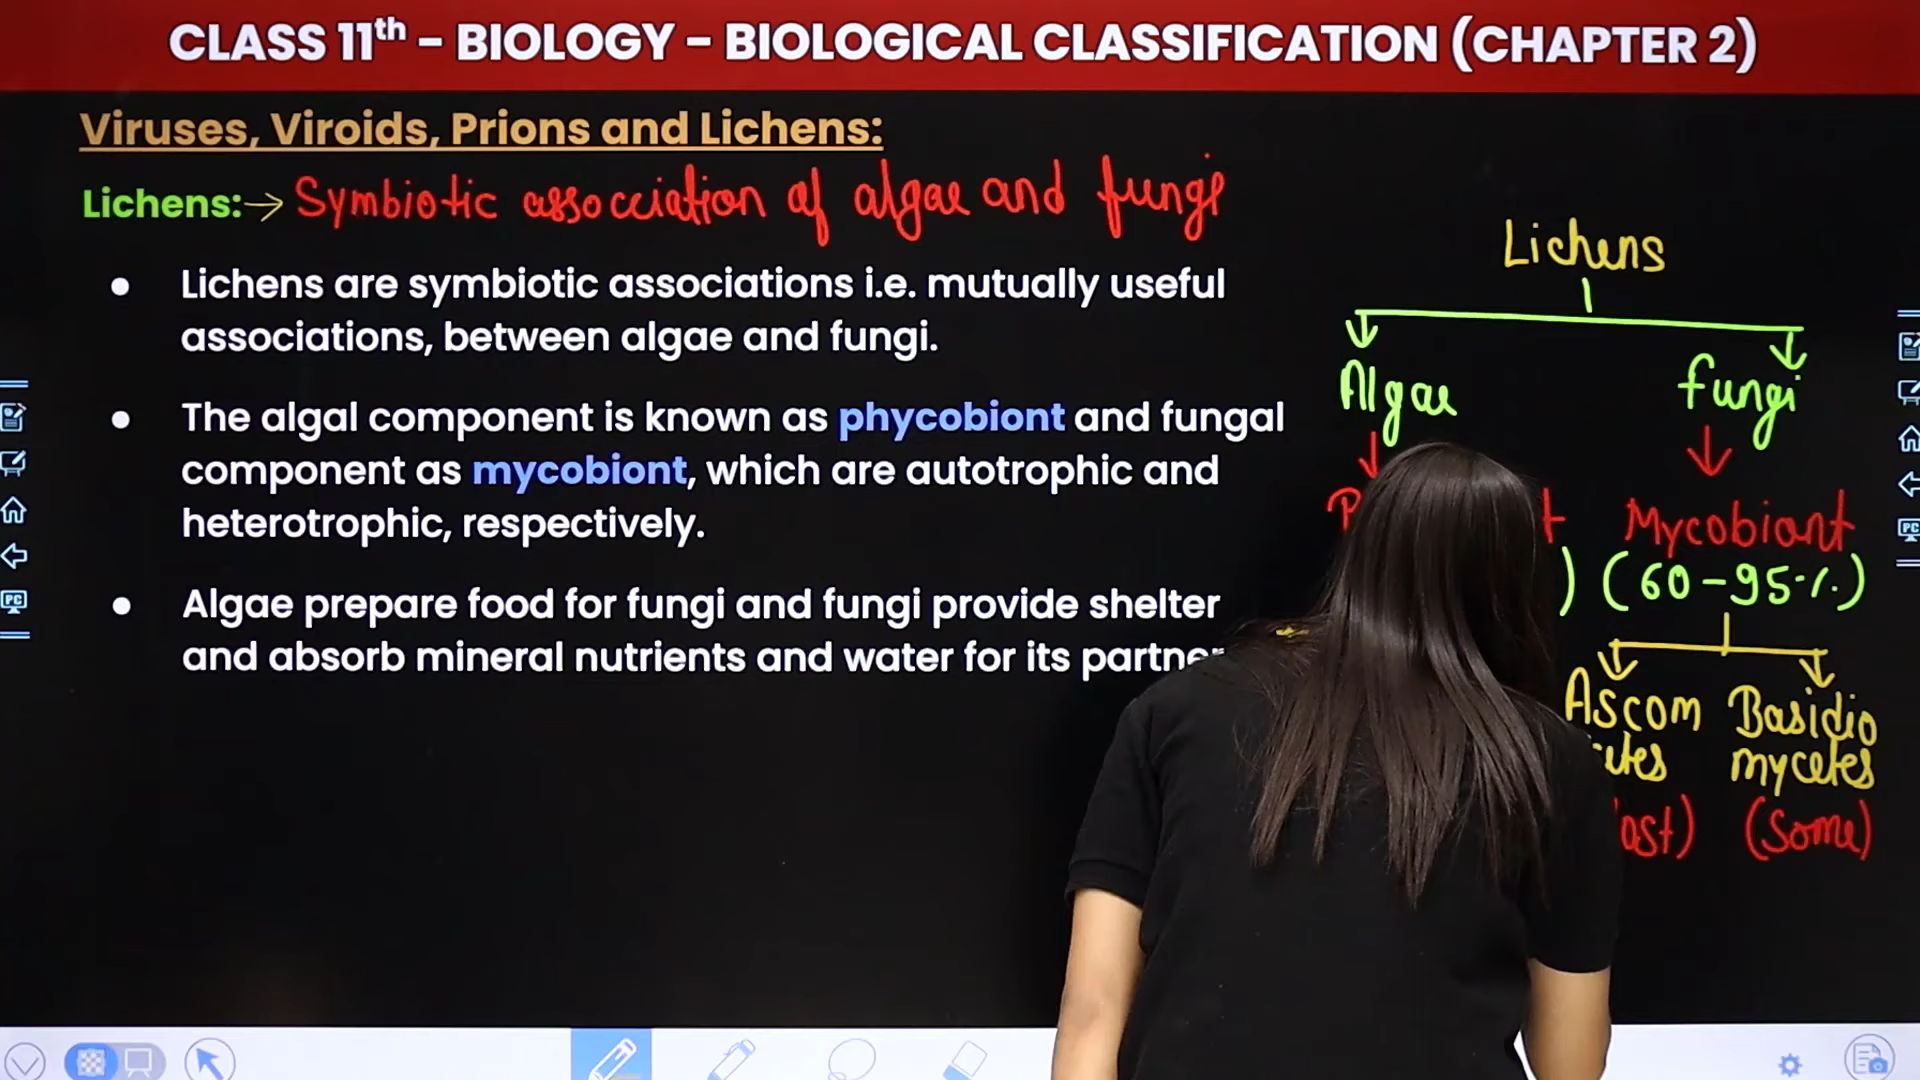 CLASS 11th - BIOLOGY - BIOLOGICAL CLASSIFICATION (CHAPTER 2)
Viruses, Viroids, Prions and Lichens:
Lichens:→ Symbiotic association of algae and fungi
• Lichens are symbiotic associations i.e. mutually useful
associations, between algae and fungi.
• The algal component is known as phycobiont and fungal
component as mycobiont, which are autotrophic and
heterotrophic, respectively.
• Algae prepare food for fungi and fungi provide shelter
and absorb mineral nutrients and water for its partner
Lichens
Algae fungi
Mycobiont
(60-95%)
Ascom Basidio
mycetes
(Some)
PC
PC